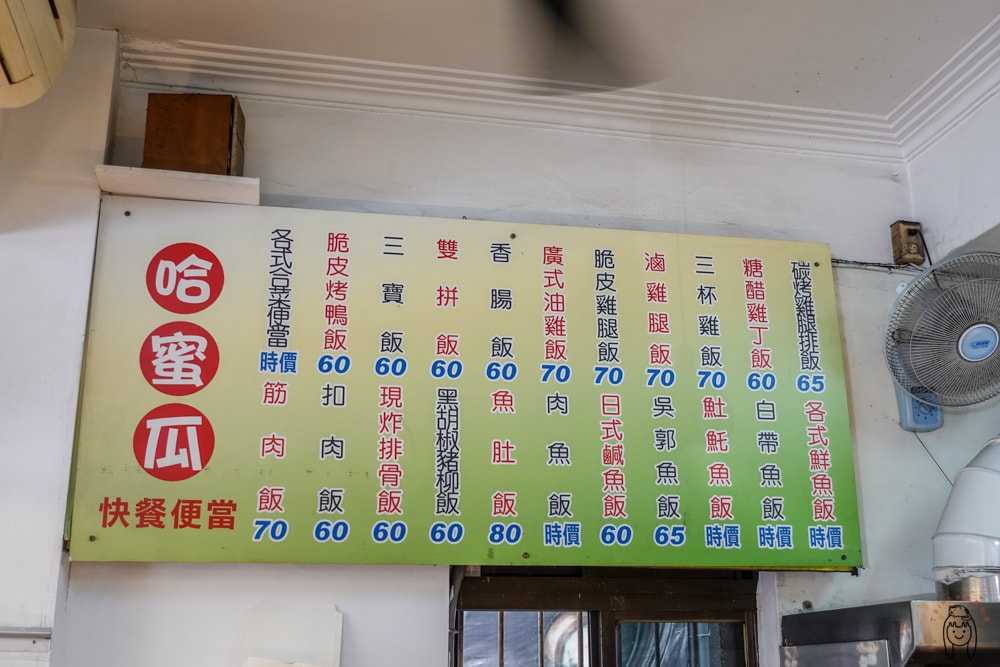 哈蜜瓜
快餐便當
各式合菜便當 時價
脆皮烤鴨飯 60
三寶飯 60
雙拼飯 60
香腸飯 60
廣式油雞飯 70
脆皮雞腿飯 70
滷雞腿飯 70
三杯雞飯 70
糖醋雞丁飯 60
碳烤雞腿排飯 65
筋肉飯 70
扣肉飯 60
現炸排骨飯 60
黑胡椒豬柳飯 60
魚肚飯 80
肉魚飯 時價
日式鹹魚飯 60
吳郭魚飯 65
𩵚魠魚飯 時價
白帶魚飯 時價
各式鮮魚飯 時價